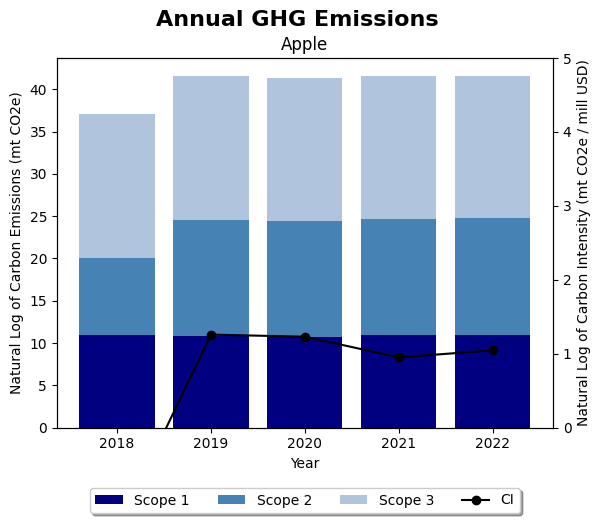 Annual GHG Emissions
Apple
Natural Log of Carbon Emissions (mt CO2e)
40
35
30
25
20
15
10
5
0
5
4
3
2
1
0
Natural Log of Carbon Intensity (mt CO2e / mill USD)
2018 2019 2020 2021 2022
Year
Scope 1 Scope 2 Scope 3 CI